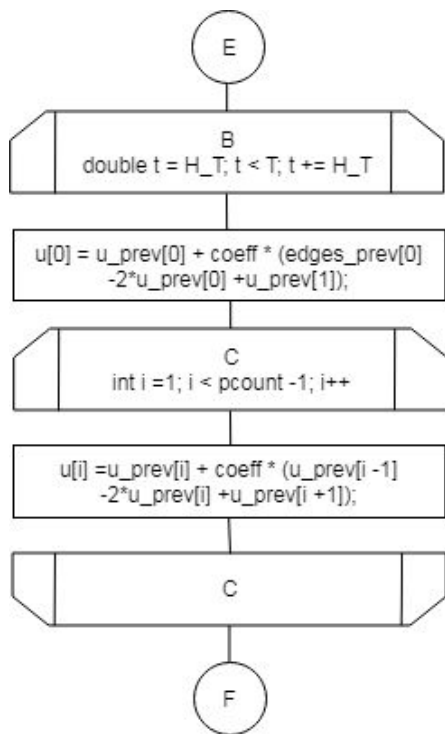 E
B
double t = H_T; t < T; t += H_T
u[0] = u_prev[0] + coeff * (edges_prev[0]
-2*u_prev[0] +u_prev[1]);
C
int i =1; i < pcount -1; i++
u[i] =u_prev[i] + coeff * (u_prev[i -1]
-2*u_prev[i] +u_prev[i +1]);
C
F